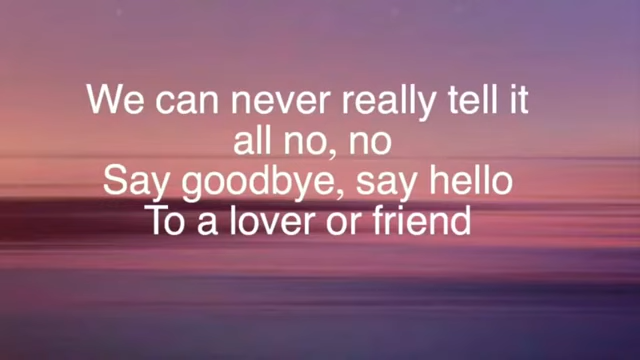 We can never really tell it
all no, no
Say goodbye, say hello
To a lover or friend